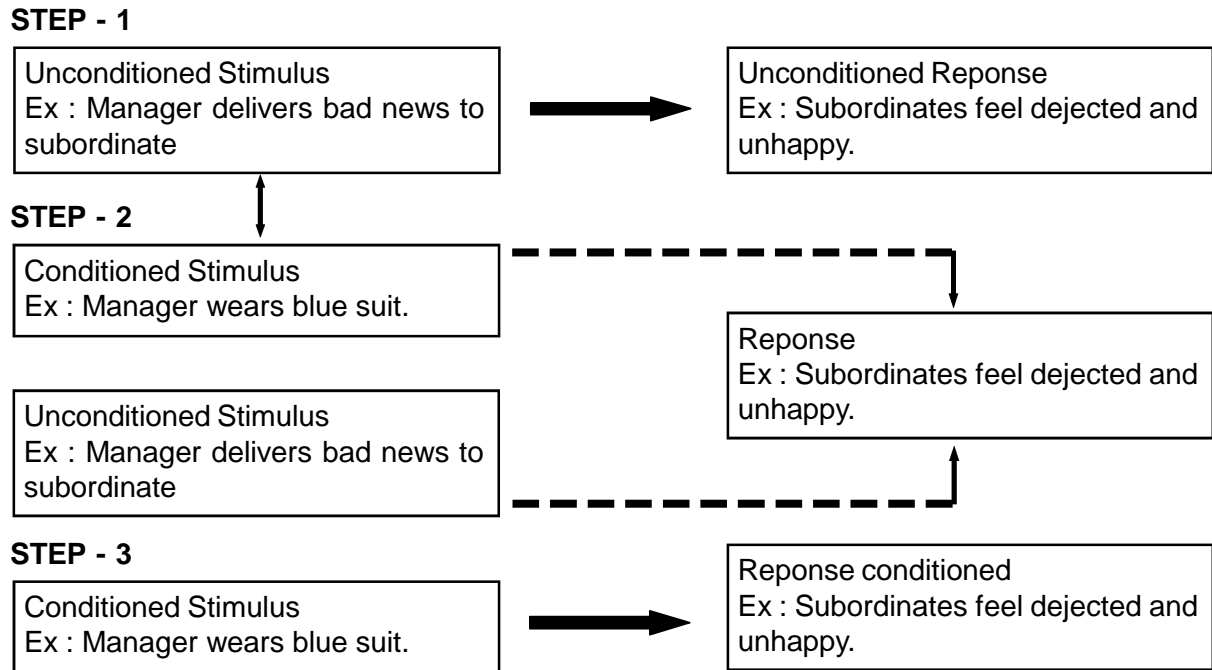 STEP - 1
Unconditioned Stimulus
Ex : Manager delivers bad news to
subordinate
Unconditioned Reponse
Ex : Subordinates feel dejected and
unhappy.
STEP - 2
Conditioned Stimulus
Ex : Manager wears blue suit.
Reponse
Ex : Subordinates feel dejected and
unhappy.
Unconditioned Stimulus
Ex : Manager delivers bad news to
subordinate
STEP - 3
Conditioned Stimulus
Ex : Manager wears blue suit.
Reponse conditioned
Ex : Subordinates feel dejected and
unhappy.